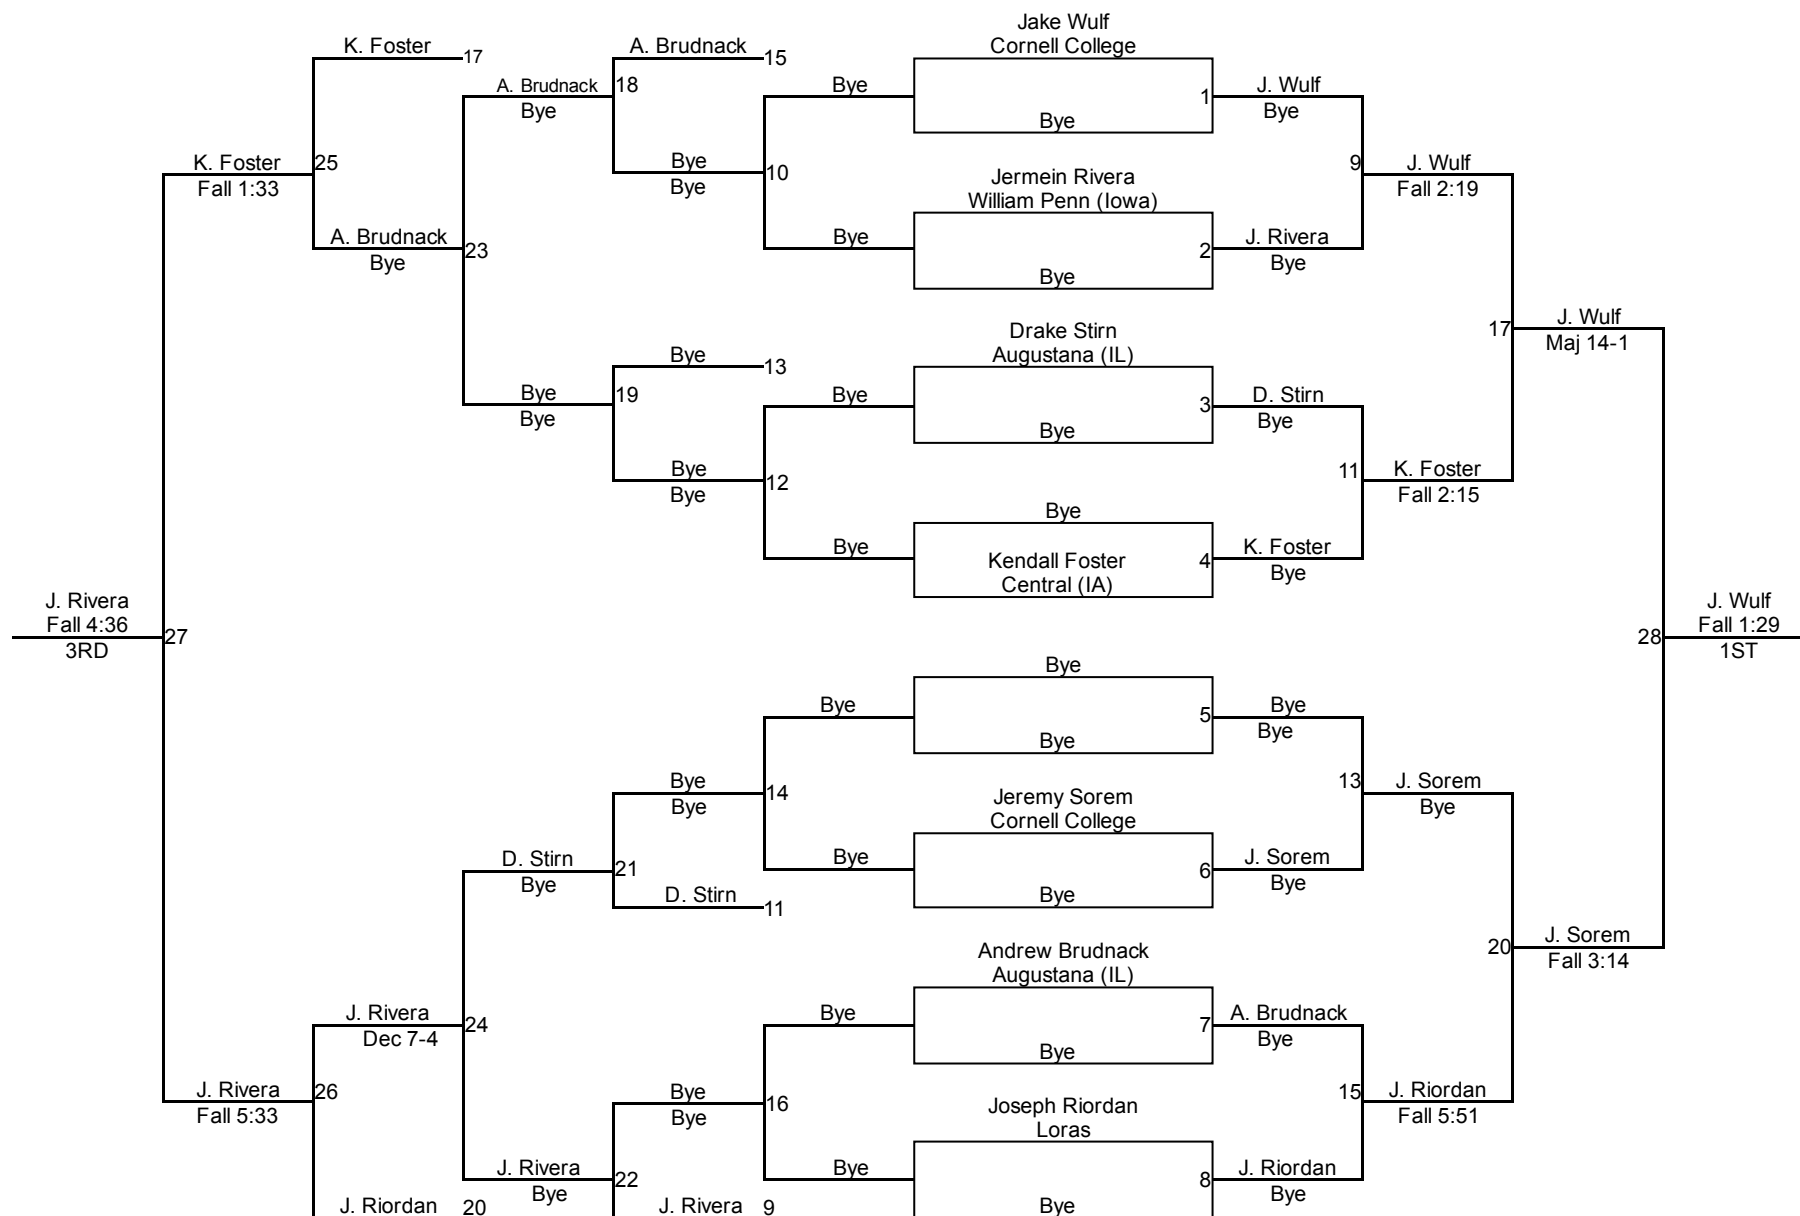 Jake Wulf
K. Foster
A. Brudnack
Cornell College
17
15
A. Brudnack
18
Bye
1
J. Wulf
Bye
Bye
Bye
K. Foster
25
Bye
10
9
J. Wulf
Fall 1:33
Bye
Jermein Rivera
Fall 2:19
William Penn (Iowa)
A. Brudnack
23
Bye
2
J. Rivera
Bye
Bye
Bye
Drake Stirn
17
J. Wulf
Bye
13
Augustana (IL)
Maj 14-1
Bye
19
Bye
3
D. Stirn
Bye
Bye
Bye
Bye
12
11
K. Foster
Bye
Fall 2:15
Bye
Bye
Kendall Foster
4
K. Foster
Central (IA)
Bye
J. Rivera
J. Wulf
Fall 4:36
27
28
Fall 1:29
3RD
1ST
Bye
Bye
5
Bye
Bye
Bye
Bye
14
13
J. Sorem
Bye
Jeremy Sorem
Bye
Cornell College
D. Stirn
21
Bye
6
J. Sorem
Bye
D. Stirn
11
Bye
Bye
Andrew Brudnack
20
J. Sorem
Augustana (IL)
Fall 3:14
J. Rivera
24
Bye
7
A. Brudnack
Dec 7-4
Bye
Bye
J. Rivera
26
Bye
16
15
J. Riordan
Fall 5:33
Bye
Joseph Riordan
Fall 5:51
Loras
J. Rivera
22
Bye
8
J. Riordan
Bye
Bye
J. Riordan
20
J. Rivera
9
Bye